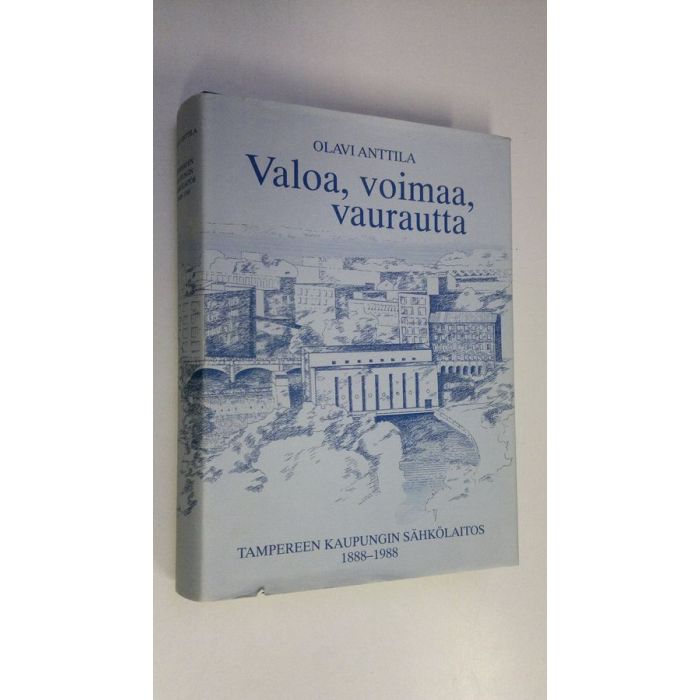 OLAVI ANTTILA
Valoa, voimaa,
vaurautta
TAMPEREEN KAUPUNGIN SÄHKÖLAITOS
1888–1988